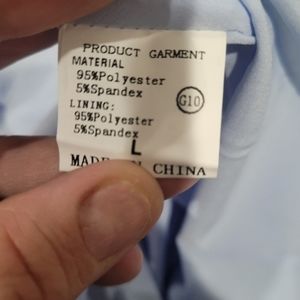 PRODUCT GARMENT
MATERIAL
95%Polyester
5%Spandex
G10
LINING:
95%Polyester
5%Spandex
L
MADE IN CHINA